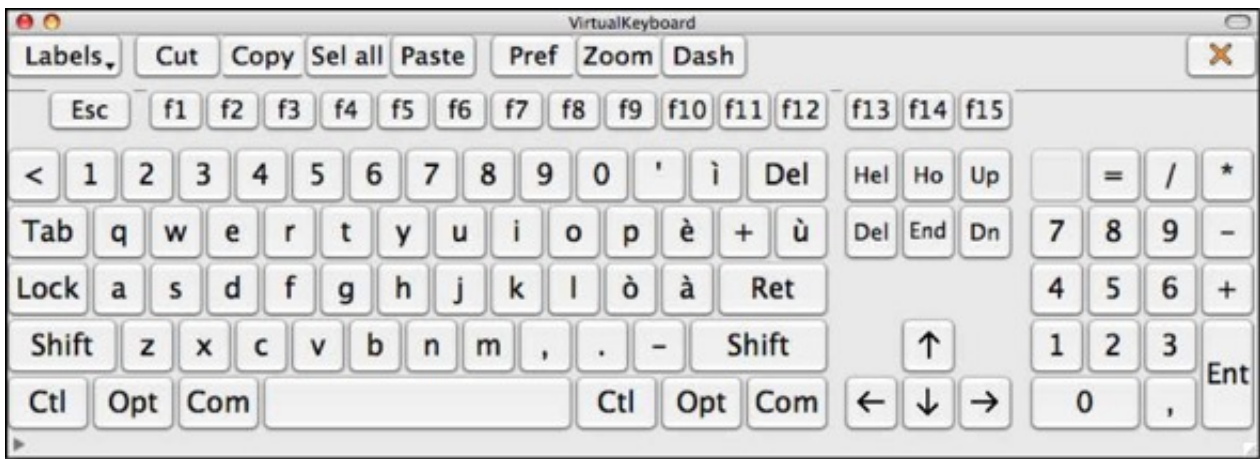 VirtualKeyboard
Labels Cut Copy Sel all Paste Pref Zoom Dash
Esc f1 f2 f3 f4 f5 f6 f7 f8 f9 f10 f11 f12 f13 f14 f15
< 1 2 3 4 5 6 7 8 9 0 ' ì Del Hel Ho Up = / *
Tab q w e r t y u i o p è + ù Del End Dn 7 8 9 -
Lock a s d f g h j k l ò à Ret 4 5 6 +
Shift z x c v b n m , . - Shift ↑ 1 2 3 Ent
Ctl Opt Com Ctl Opt Com ← ↓ → 0 ,